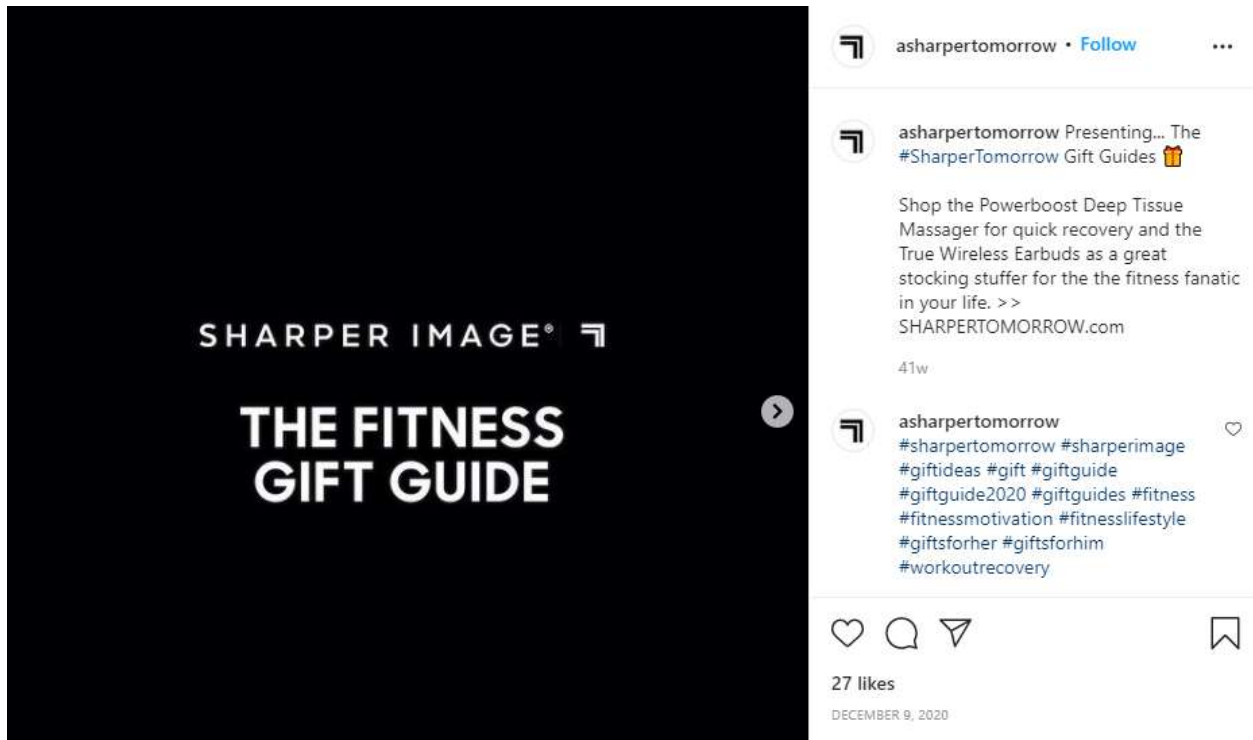 SHARPER IMAGE®
THE FITNESS
GIFT GUIDE
asharpertomorrow • Follow
asharpertomorrow Presenting... The
#SharperTomorrow Gift Guides
Shop the Powerboost Deep Tissue
Massager for quick recovery and the
True Wireless Earbuds as a great
stocking stuffer for the the fitness fanatic
in your life. >>
SHARPERTOMORROW.com
41w
asharpertomorrow
#sharpertomorrow #sharperimage
#giftideas #gift #giftguide
#giftguide2020 #giftguides #fitness
#fitnessmotivation #fitnesslifestyle
#giftsforher #giftsforhim
#workoutrecovery
27 likes
DECEMBER 9, 2020